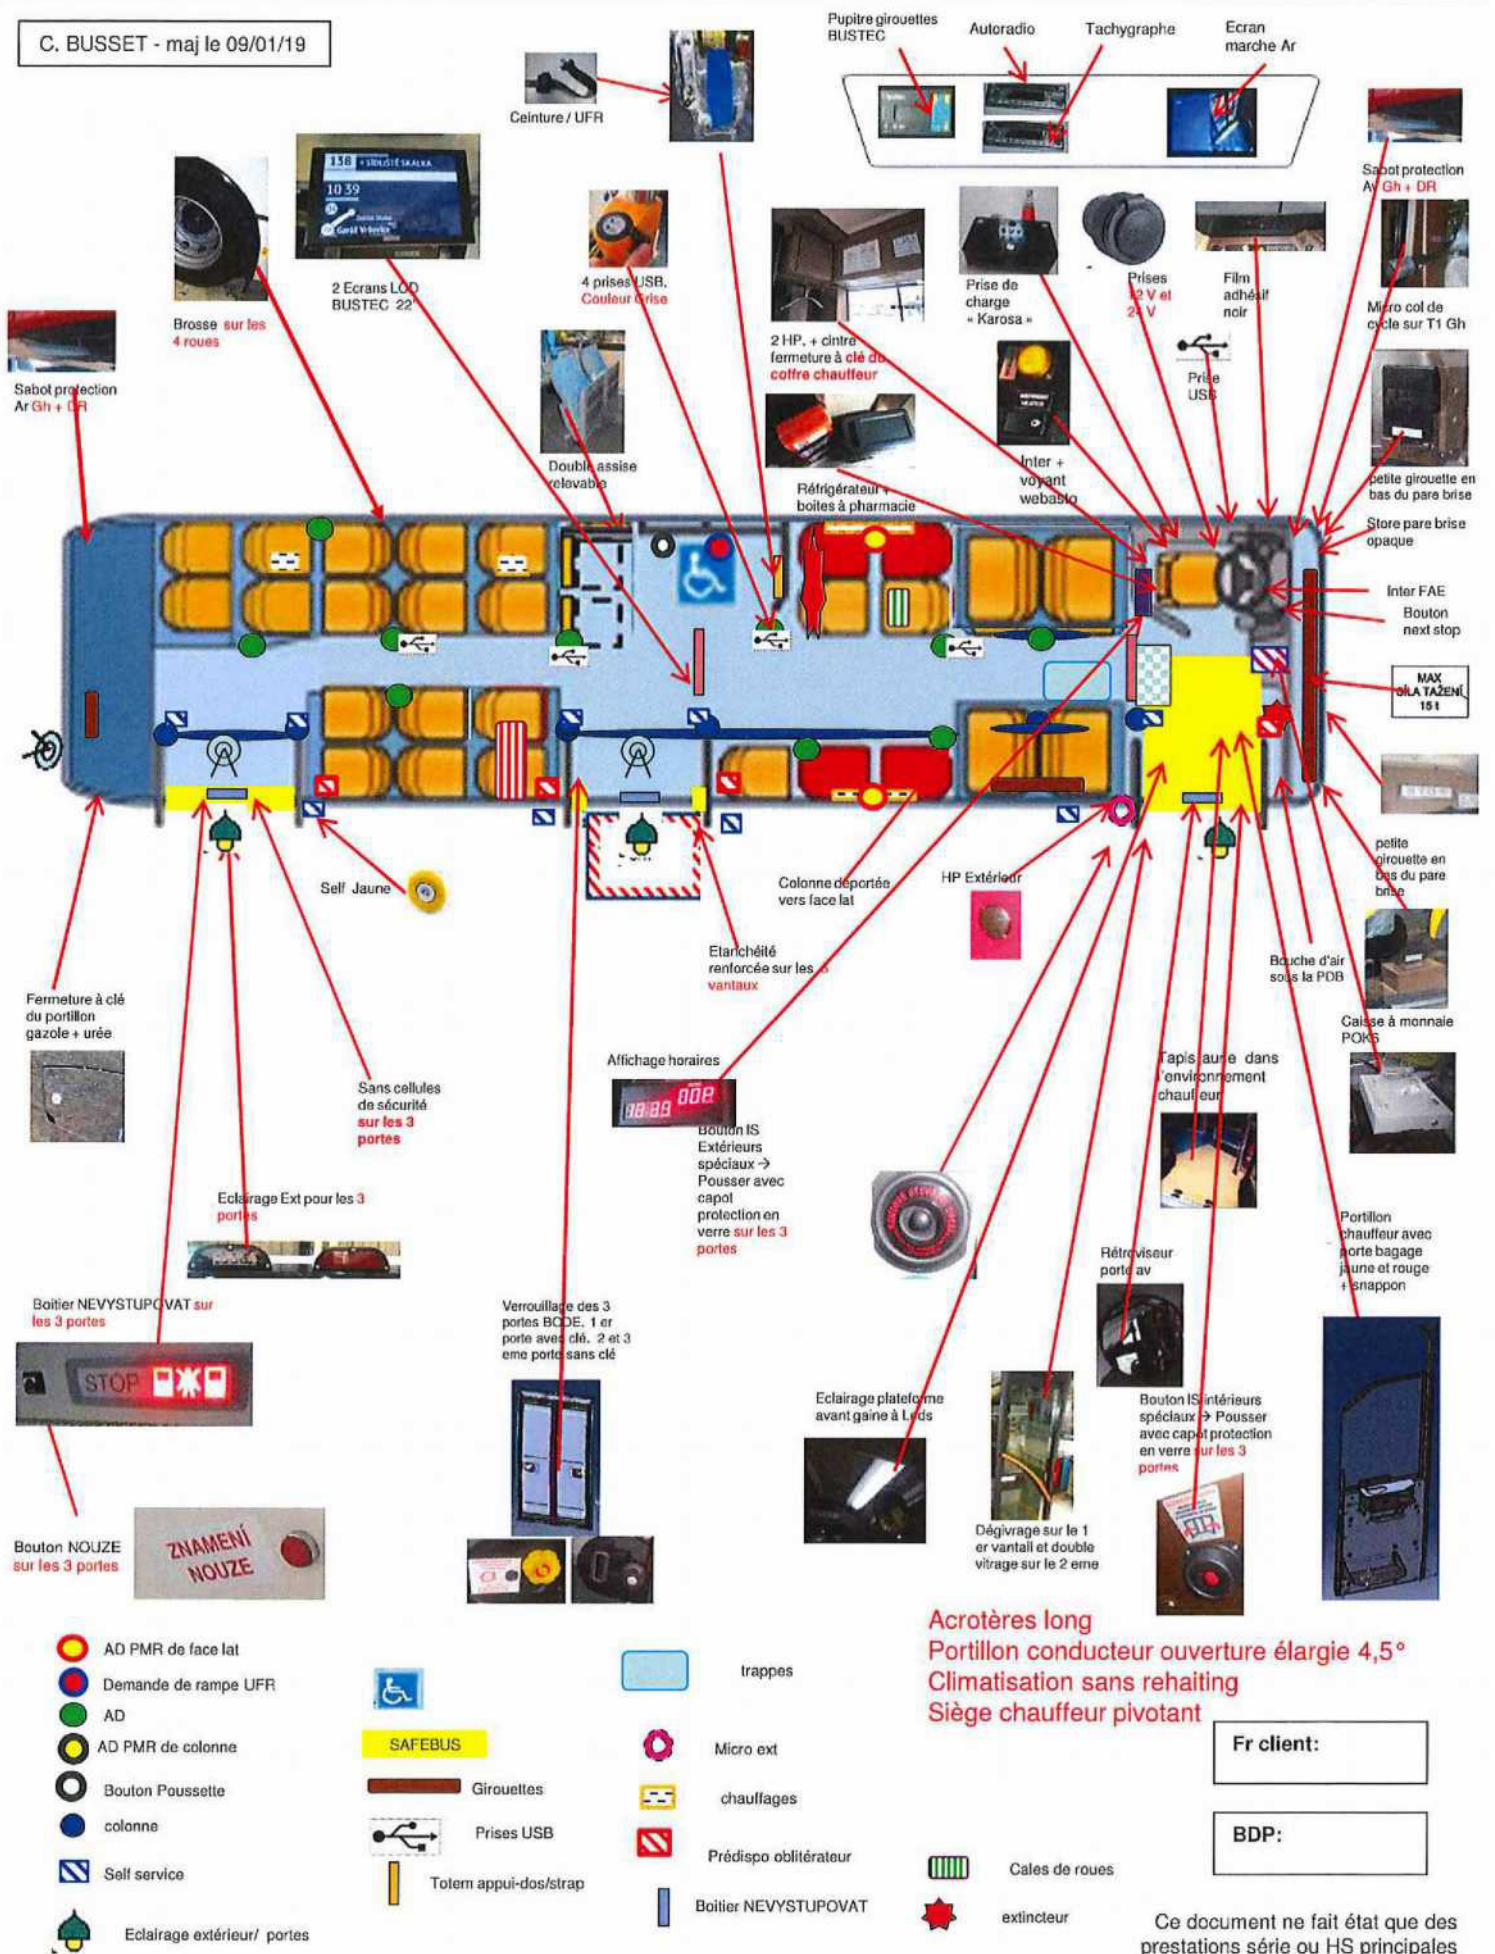 C. BUSSET - maj le 09/01/19
Pupitre girouettes
BUSTEC
Autoradio
Tachygraphe
Ecran
marche Ar
Ceinture / UFR
138
SÍDLIŠTĚ SKALKA
10 39
2 Ecrans LCD
BUSTEC 22"
Brosse sur les
4 roues
Sabot protection
Ar Gh + DR
4 prises USB.
Couleur Grise
Double assise
relevable
2 HP. + cintre
fermeture à clé du
coffre chauffeur
Prise de
charge
« Karosa »
Prises
12 V et
24 V
Film
adhésif
noir
Prise
USB
Sabot protection
Av Gh + DR
Micro col de
cycle sur T1 Gh
Inter +
voyant
webasto
Réfrigérateur +
boites à pharmacie
petite girouette en
bas du pare brise
Store pare brise
opaque
Inter FAE
Bouton
next stop
MAX
SÍLA TAŽENÍ
15 t
petite
girouette en
bas du pare
brise
Self Jaune
Colonne déportée
vers face lat
HP Extérieur
Etanchéité
renforcée sur les 6
vantaux
Bouche d'air
sous la PDB
Caisse à monnaie
POK6
Fermeture à clé
du portillon
gazole + urée
Sans cellules
de sécurité
sur les 3
portes
Affichage horaires
Bouton IS
Extérieurs
spéciaux →
Pousser avec
capot
protection en
verre sur les 3
portes
Tapis jaune dans
l'environnement
chauffeur
Eclairage Ext pour les 3
portes
Portillon
chauffeur avec
porte bagage
jaune et rouge
+ snappon
Rétroviseur
porte av
Boitier NEVYSTUPOVAT sur
les 3 portes
STOP
Verrouillage des 3
portes BODE. 1 er
porte avec clé. 2 et 3
eme porte sans clé
Eclairage plateforme
avant gaine à Leds
Bouton IS intérieurs
spéciaux → Pousser
avec capot protection
en verre sur les 3
portes
Dégivrage sur le 1
er vantail et double
vitrage sur le 2 eme
Bouton NOUZE
sur les 3 portes
ZNAMENÍ
NOUZE
Acrotères long
Portillon conducteur ouverture élargie 4,5°
Climatisation sans rehaiting
Siège chauffeur pivotant
AD PMR de face lat
Demande de rampe UFR
AD
AD PMR de colonne
Bouton Poussette
colonne
Self service
Eclairage extérieur/ portes
SAFEBUS
Girouettes
Prises USB
Totem appui-dos/strap
trappes
Micro ext
chauffages
Prédispo oblitérateur
Boitier NEVYSTUPOVAT
Cales de roues
extincteur
Fr client:
BDP:
Ce document ne fait état que des
prestations série ou HS principales